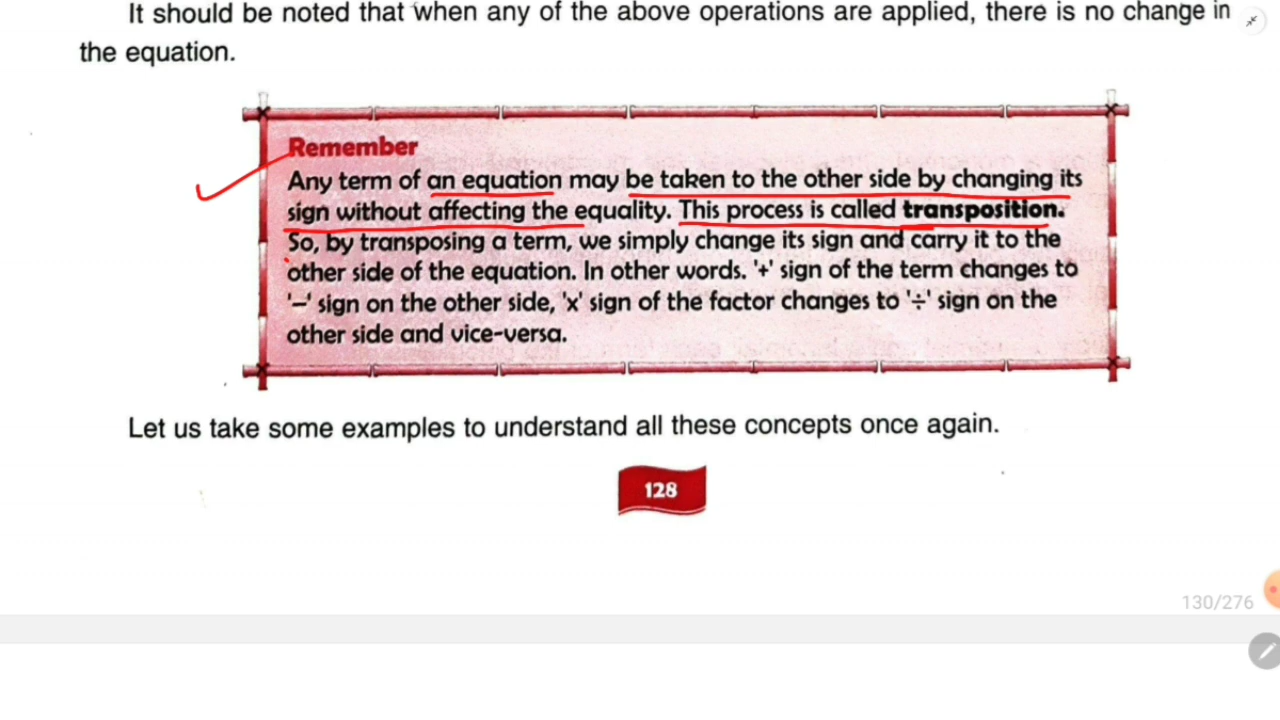 It should be noted that when any of the above operations are applied, there is no change in
the equation.
Remember
Any term of an equation may be taken to the other side by changing its
sign without affecting the equality. This process is called transposition.
So, by transposing a term, we simply change its sign and carry it to the
other side of the equation. In other words. '+' sign of the term changes to
'–' sign on the other side, 'x' sign of the factor changes to '÷' sign on the
other side and vice-versa.
Let us take some examples to understand all these concepts once again.
128
130/276